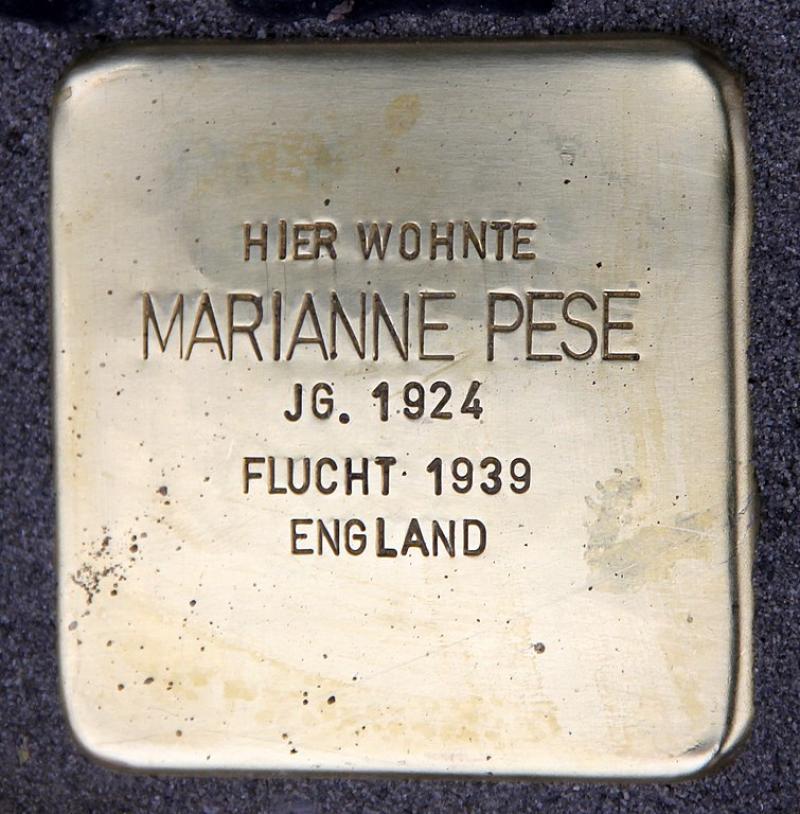 HIER WOHNTE
MARIANNE PESE
JG. 1924
FLUCHT 1939
ENGLAND